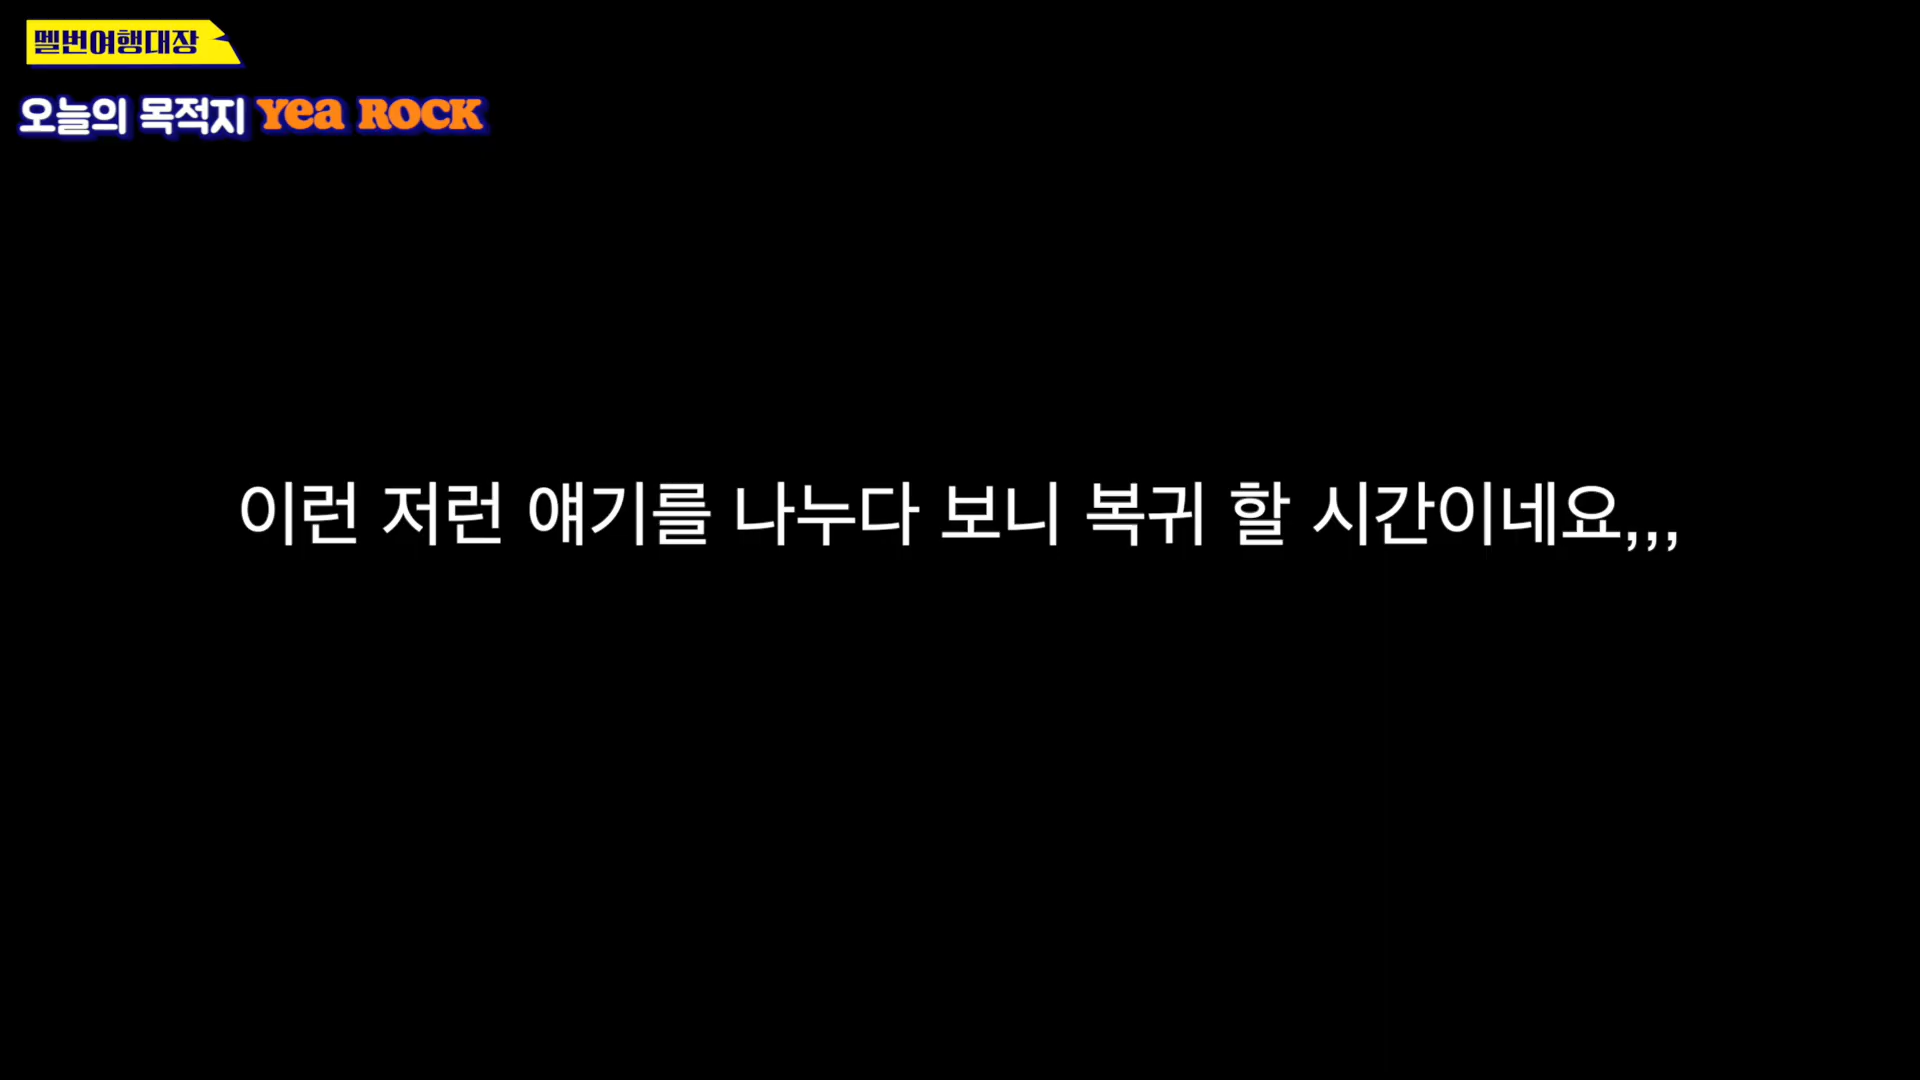 멜번여행대장
오늘의 목적지 Yea ROCK
이런 저런 얘기를 나누다 보니 복귀 할 시간이네요,,,